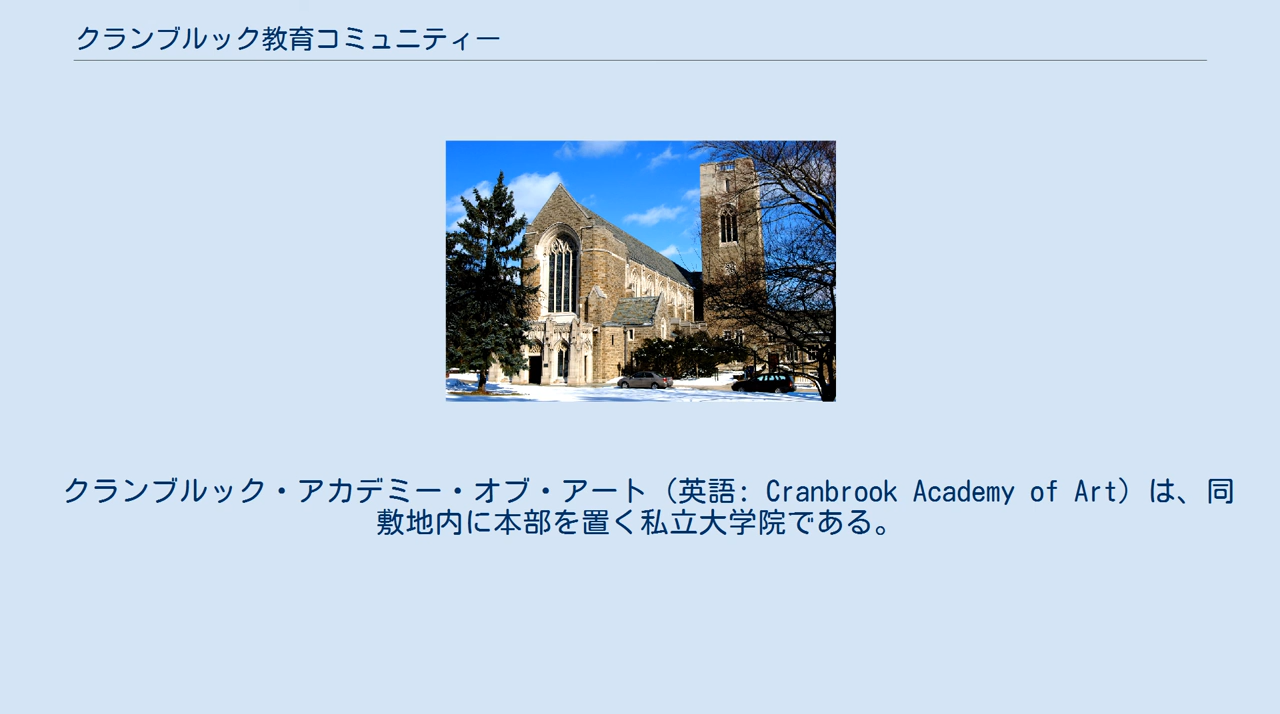 クランブルック教育コミュニティー
クランブルック・アカデミー・オブ・アート（英語: Cranbrook Academy of Art）は、同
敷地内に本部を置く私立大学院である。